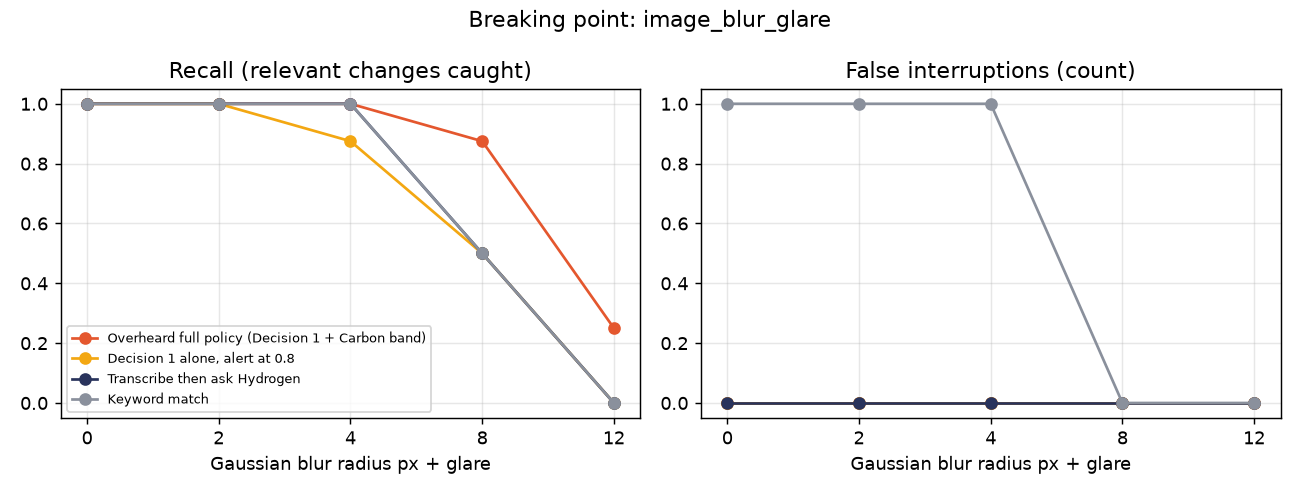 Breaking point: image_blur_glare
Recall (relevant changes caught)
1.0
0.8
0.6
0.4
0.2
0.0
Overheard full policy (Decision 1 + Carbon band)
Decision 1 alone, alert at 0.8
Transcribe then ask Hydrogen
Keyword match
0 2 4 8 12
Gaussian blur radius px + glare
False interruptions (count)
1.0
0.8
0.6
0.4
0.2
0.0
0 2 4 8 12
Gaussian blur radius px + glare